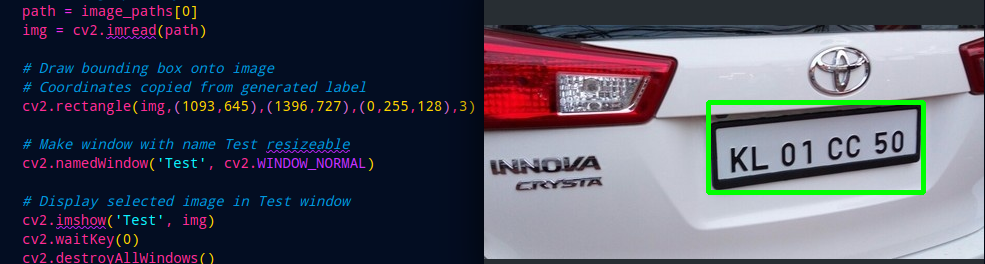 path = image_paths[0]
img = cv2.imread(path)
# Draw bounding box onto image
# Coordinates copied from generated label
cv2.rectangle(img,(1093,645),(1396,727),(0,255,128),3)
# Make window with name Test resizeable
cv2.namedWindow('Test', cv2.WINDOW_NORMAL)
# Display selected image in Test window
cv2.imshow('Test', img)
cv2.waitKey(0)
cv2.destroyAllWindows()
KL 01 CC 50
INNOVA
CRYSTA